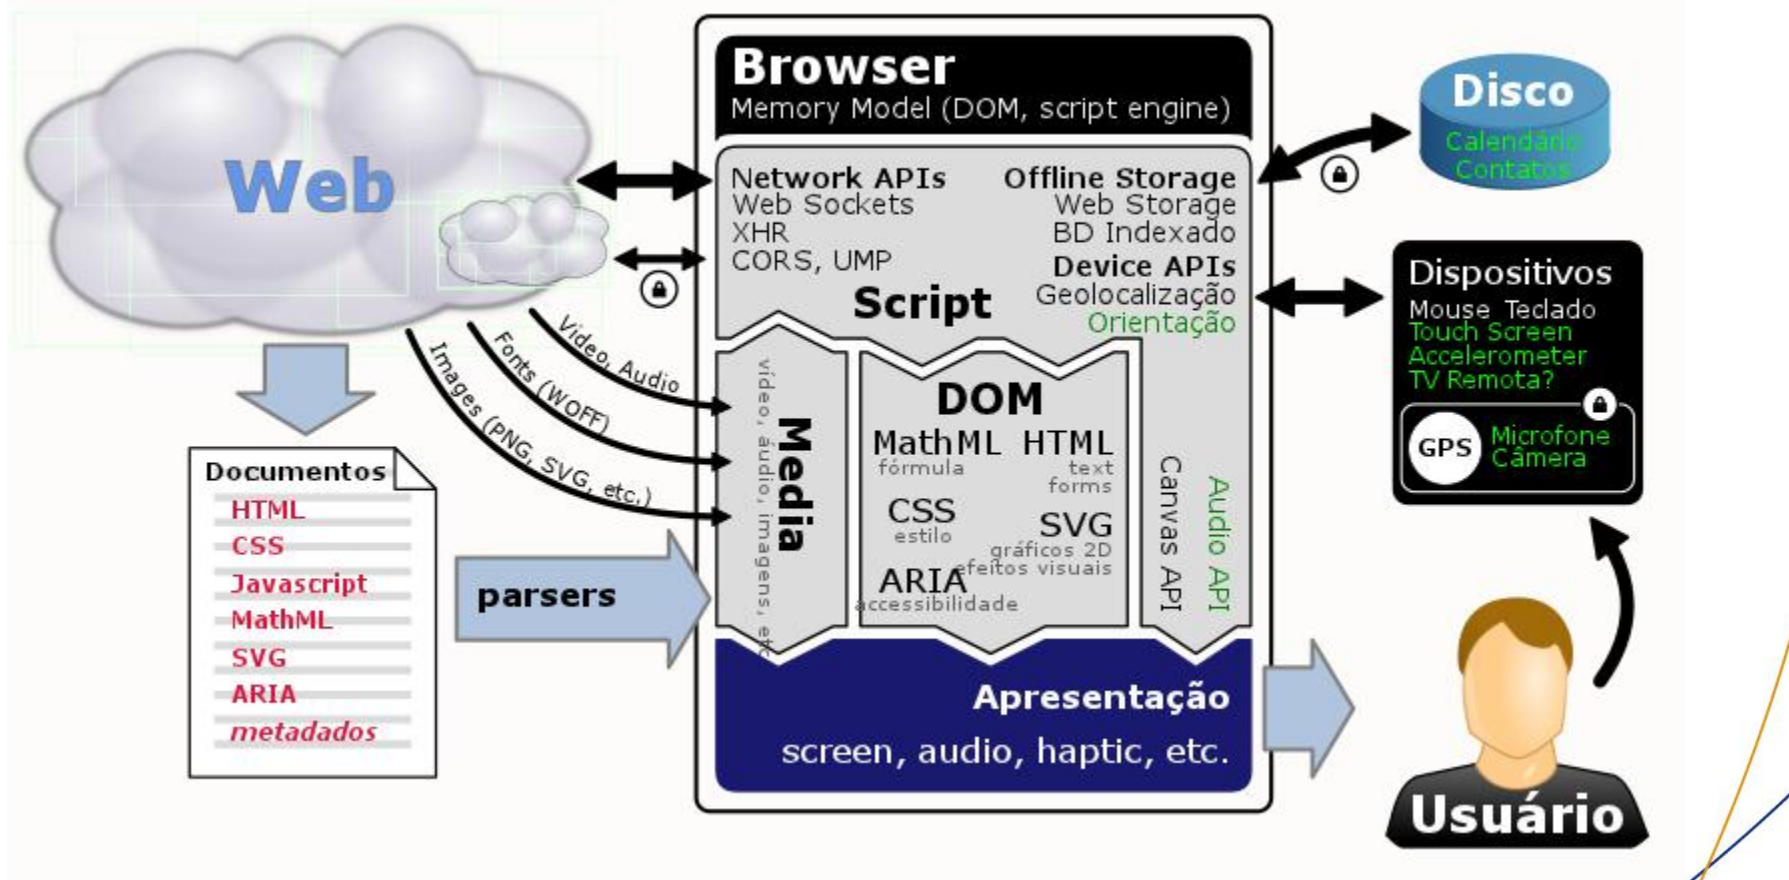 Web
Browser
Memory Model (DOM, script engine)
Network APIs
Web Sockets
XHR
CORS, UMP
Offline Storage
Web Storage
BD Indexado
Device APIs
Geolocalização
Orientação
Script
Disco
Calendário
Contatos
Dispositivos
Mouse Teclado
Touch Screen
Accelerometer
TV Remota?
GPS
Microfone
Câmera
Video, Audio
Fonts (WOFF)
Images (PNG, SVG, etc.)
Documentos
HTML
CSS
Javascript
MathML
SVG
ARIA
metadados
parsers
Media
vídeo, áudio, imagens, etc
DOM
MathML
fórmula
HTML
text
forms
CSS
estilo
SVG
gráficos 2D
efeitos visuais
ARIA
accessibilidade
Canvas API
Audio API
Apresentação
screen, audio, haptic, etc.
Usuário